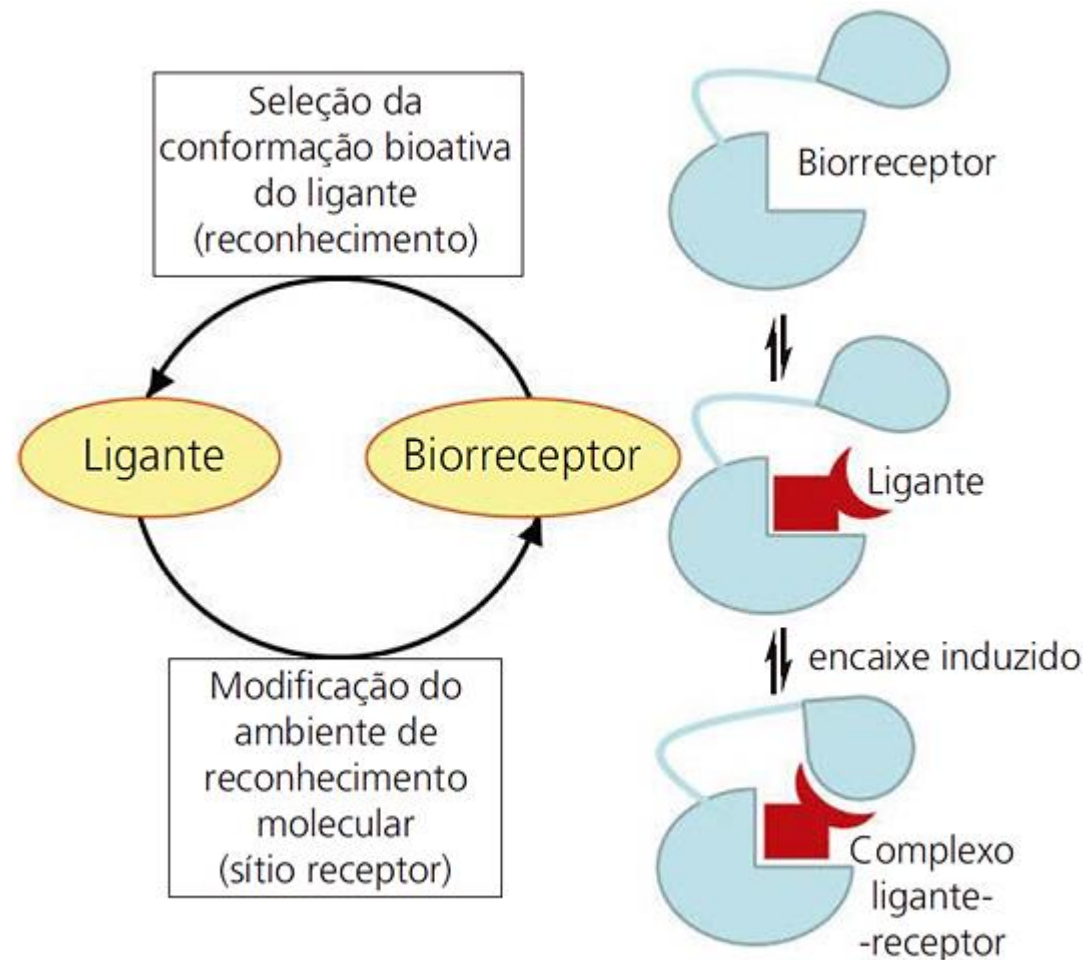 Seleção da
conformação bioativa
do ligante
(reconhecimento)
Ligante
Biorreceptor
Modificação do
ambiente de
reconhecimento
molecular
(sítio receptor)
Biorreceptor
Ligante
encaixe induzido
Complexo
ligante-
-receptor